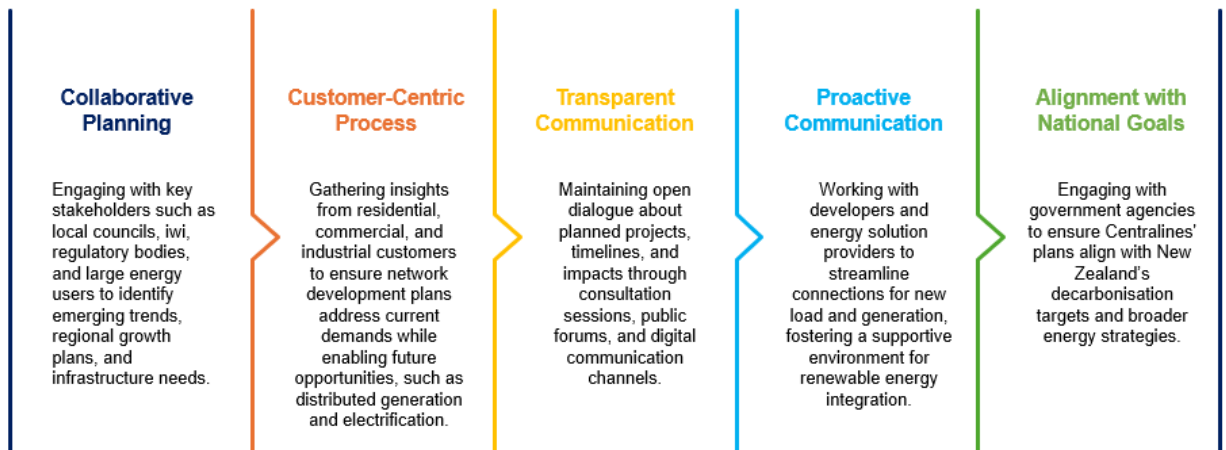 Collaborative
Planning
Engaging with key
stakeholders such as
local councils, iwi,
regulatory bodies,
and large energy
users to identify
emerging trends,
regional growth
plans, and
infrastructure needs.
Customer-Centric
Process
Gathering insights
from residential,
commercial, and
industrial customers
to ensure network
development plans
address current
demands while
enabling future
opportunities, such as
distributed generation
and electrification.
Transparent
Communication
Maintaining open
dialogue about
planned projects,
timelines, and
impacts through
consultation
sessions, public
forums, and digital
communication
channels.
Proactive
Communication
Working with
developers and
energy solution
providers to
streamline
connections for new
load and generation,
fostering a supportive
environment for
renewable energy
integration.
Alignment with
National Goals
Engaging with
government agencies
to ensure Centralines'
plans align with New
Zealand's
decarbonisation
targets and broader
energy strategies.